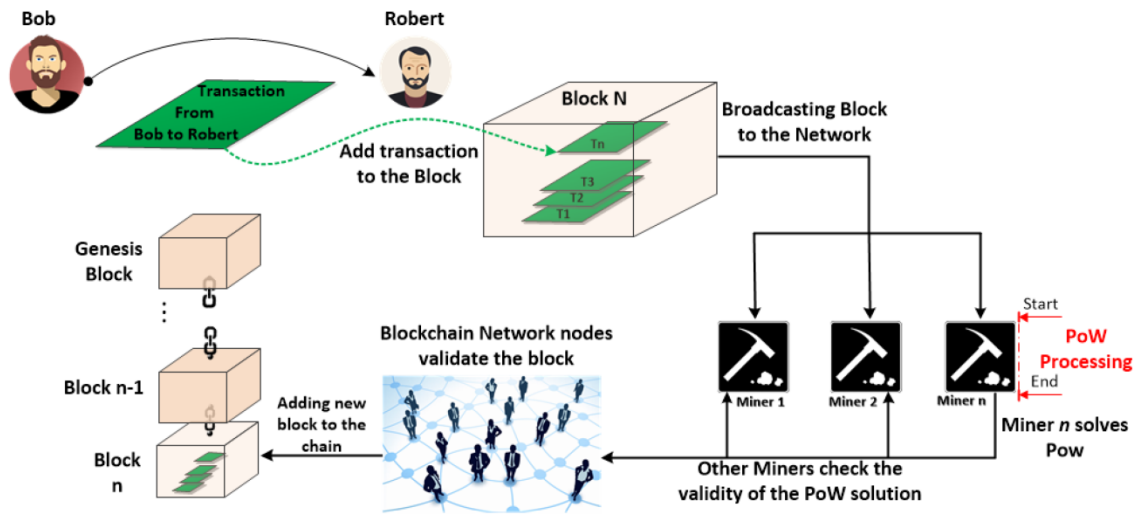 Bob
Robert
Transaction
From
Bob to Robert
Add transaction
to the Block
Block N
Tn
T3
T2
T1
Broadcasting Block
to the Network
Genesis
Block
⋮
Block n-1
Block
n
Adding new
block to the
chain
Blockchain Network nodes
validate the block
Miner 1
Miner 2
Miner n
Start
PoW
Processing
End
Miner n solves
Pow
Other Miners check the
validity of the PoW solution